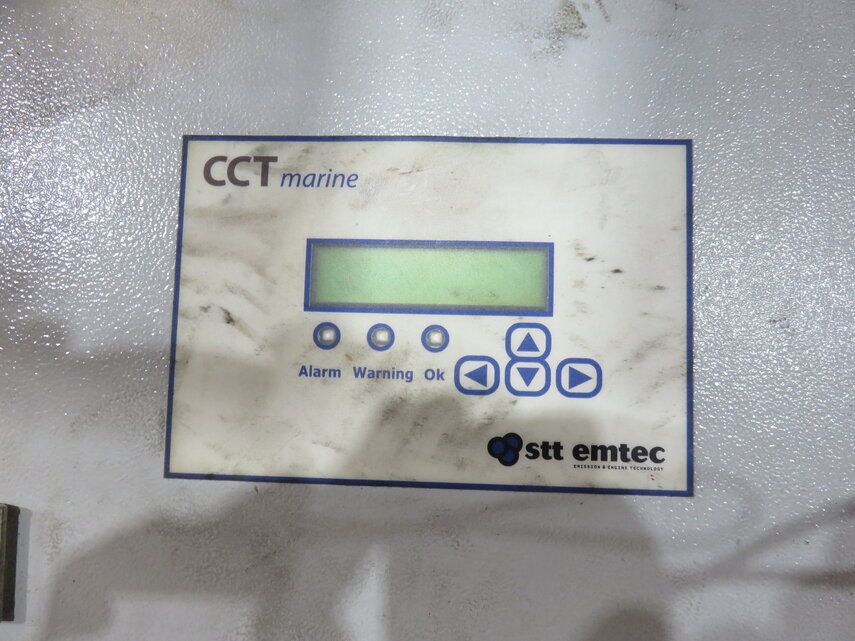 CCT marine
Alarm Warning Ok
stt emtec
EMISSION & ENGINE TECHNOLOGY